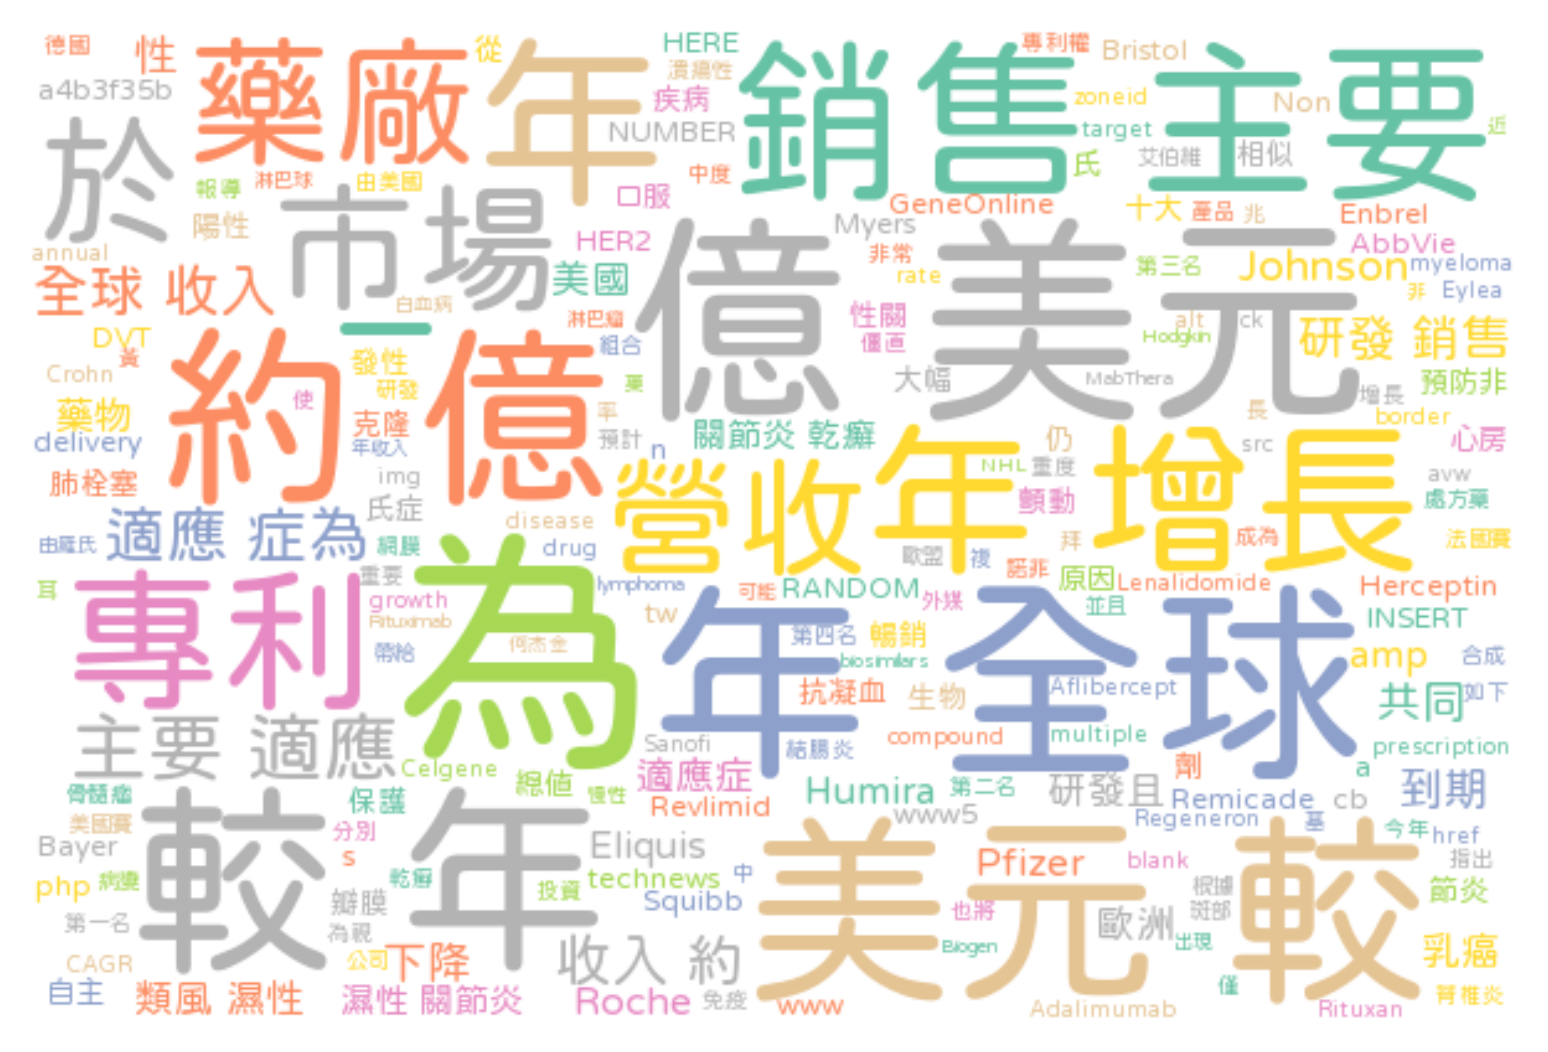 德國 性 藥廠 年 從 HERE 潰瘍性 銷售 主要 專利權 Bristol
a4b3f35b 疾病 zoneid Non 近
於 NUMBER target 艾伯維 相似
報導 淋巴球 由美國 中度 氏
陽性 市場 口服 GeneOnline 十大 產品 兆 Enbrel
annual HER2 Myers 非常 億 美元 AbbVie
全球 收入 美國 rate 第三名 Johnson myeloma
白血病 非 Eylea
DVT 一 淋巴瘤 性關 alt ck 研發 銷售
黃 約 億 發性 組合 僵直 Hodgkin
Crohn 研發 藥 大幅 MabThera 增長 預防非
藥物 使 克隆 率 長 border
delivery 年收入 預計 n 關節炎 乾癬 仍 src 心房
肺栓塞 img 營收 年 增長 NHL 重度 avw
氏症 顫動 處方藥
適應 症為 disease 成為 法國賽
由羅氏 網膜 drug 歐盟 複 拜
耳 專利 重要 為 lymphoma 可能 RANDOM 諾非 原因 Lenalidomide Herceptin
growth 外媒 並且 INSERT
Rituximab tw 年 全球
帶給 何杰金 第四名 暢銷 amp 合成
biosimilars
抗凝血 生物 Aflibercept 共同 如下
主要 適應 Sanofi 結腸炎 compound multiple prescription
Celgene 總值 適應症 劑 a
骨髓瘤 保護 慢性 Humira 第二名 研發且 到期
Revlimid www5 Remicade cb
美國賽 分別 Regeneron 基 今年 href
Bayer 較 年 s Eliquis 美元 Pfizer blank 較 指出
php 病變 乾癬 technews 中 根據 節炎
第一名 瓣膜 投資 Squibb 也將 斑部
為視 歐洲 出現
CAGR 公司 下降 收入 約 Biogen 乳癌
自主 類風 濕性 濕性 關節炎 Roche 免疫 www Adalimumab 僅 Rituxan 脊椎炎